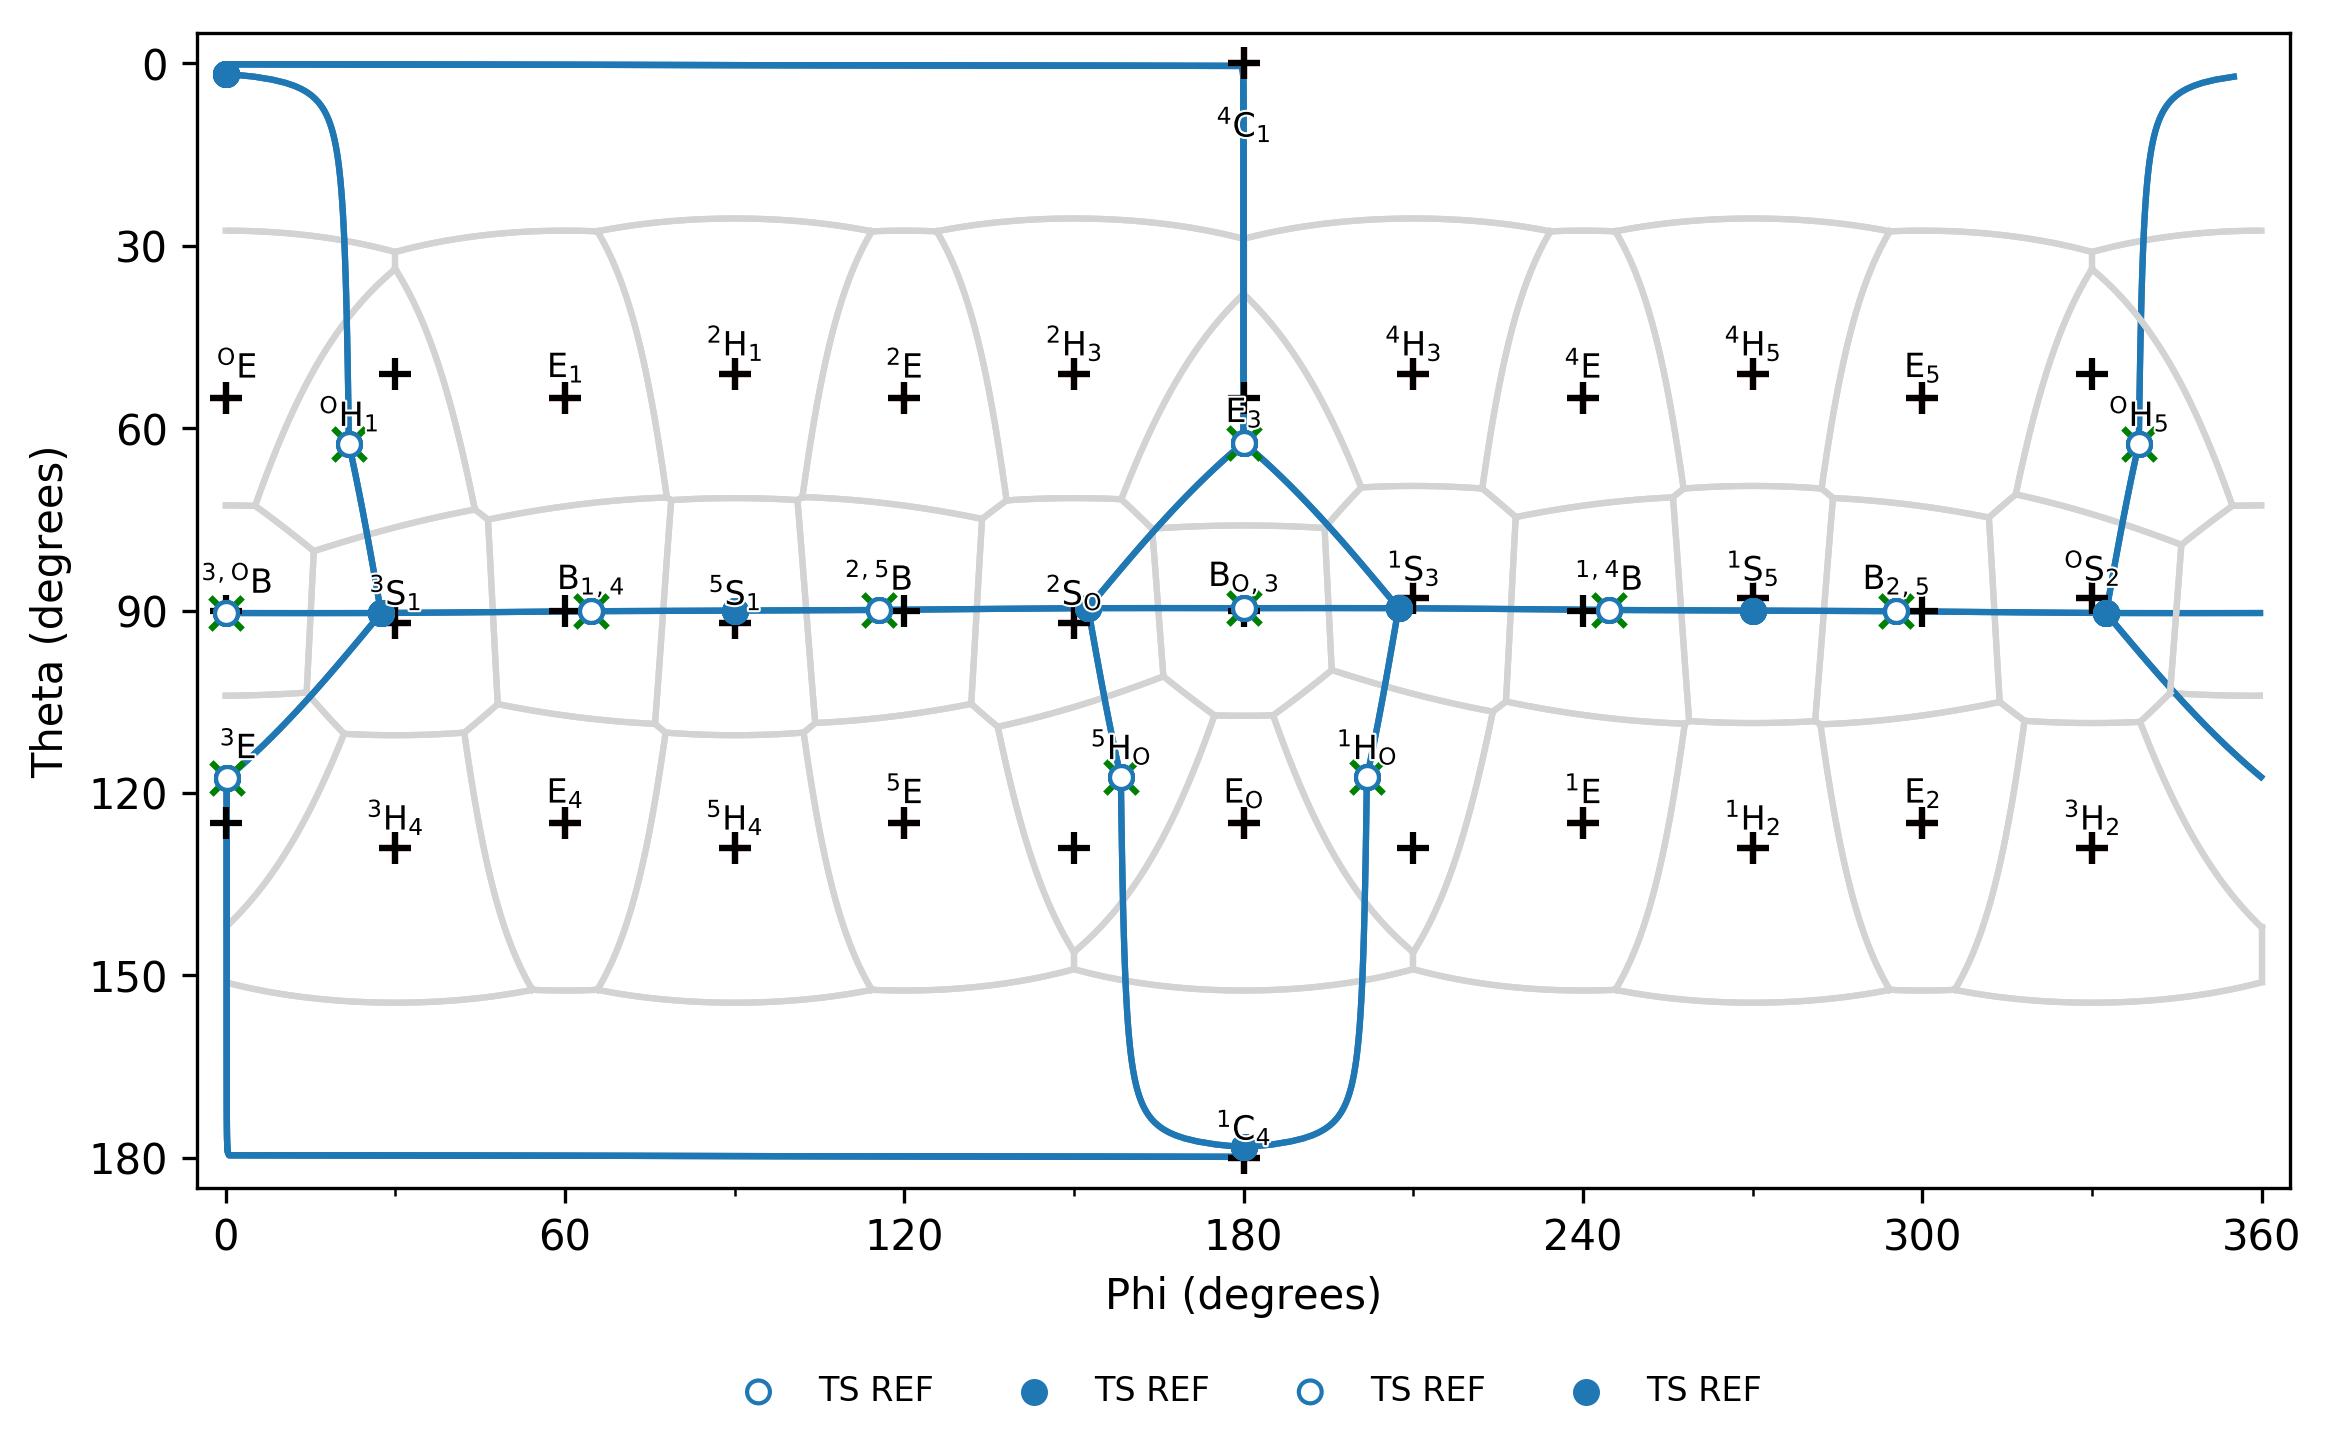 0
⁴C₁
30
²H₁ ²H₃ ⁴H₃ ⁴H₅
ᴼE E₁ ²E ⁴E E₅
ᴼH₁ E₃ ᴼH₅
60
³,ᴼB ³S₁ B₁,₄ ⁵S₁ ²,⁵B ²Sₒ Bₒ,₃ ¹S₃ ¹,⁴B ¹S₅ B₂,₅ ᴼS₂
90
³E ⁵Hₒ ¹Hₒ
120
³H₄ E₄ ⁵H₄ ⁵E Eₒ ¹E ¹H₂ E₂ ³H₂
150
¹C₄
180
0 60 120 180 240 300 360
Theta (degrees)
Phi (degrees)
TS REF TS REF TS REF TS REF